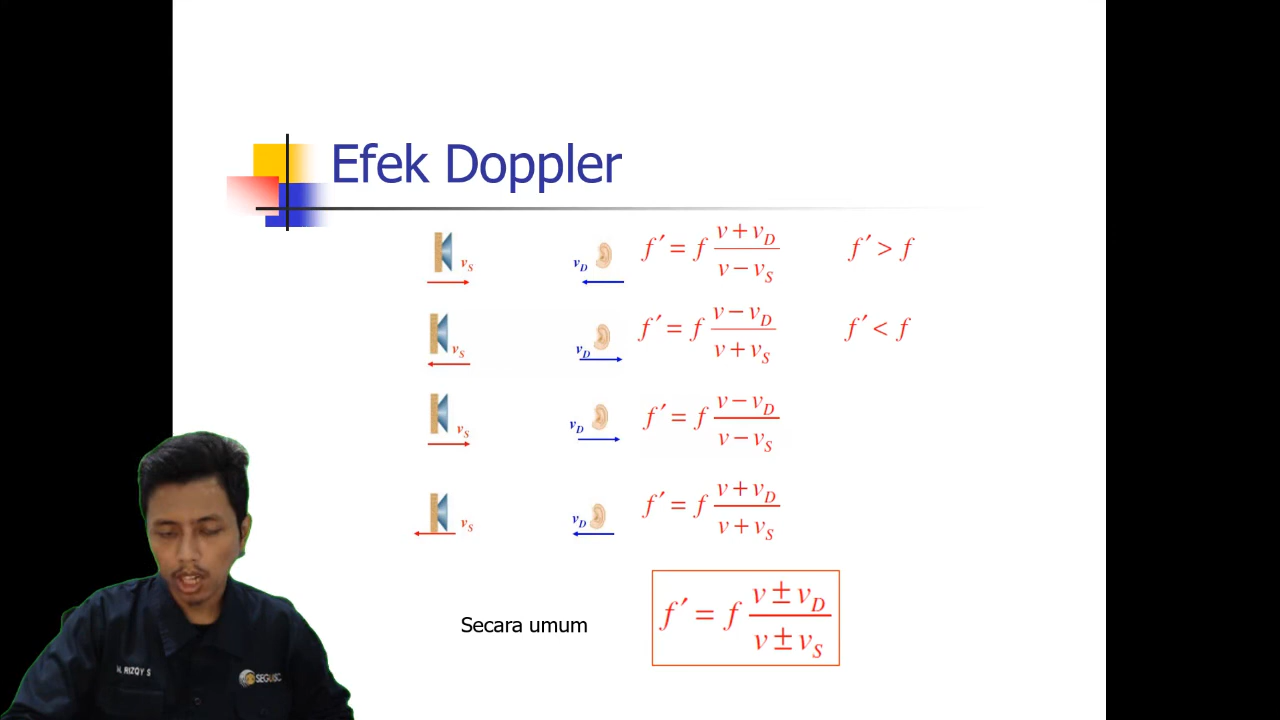 Efek Doppler
v_S v_D f′ = f (v + v_D)/(v − v_S) f′ > f
v_S v_D f′ = f (v − v_D)/(v + v_S) f′ < f
v_S v_D f′ = f (v − v_D)/(v − v_S)
v_S v_D f′ = f (v + v_D)/(v + v_S)
Secara umum f′ = f (v ± v_D)/(v ± v_S)
RIZQY S